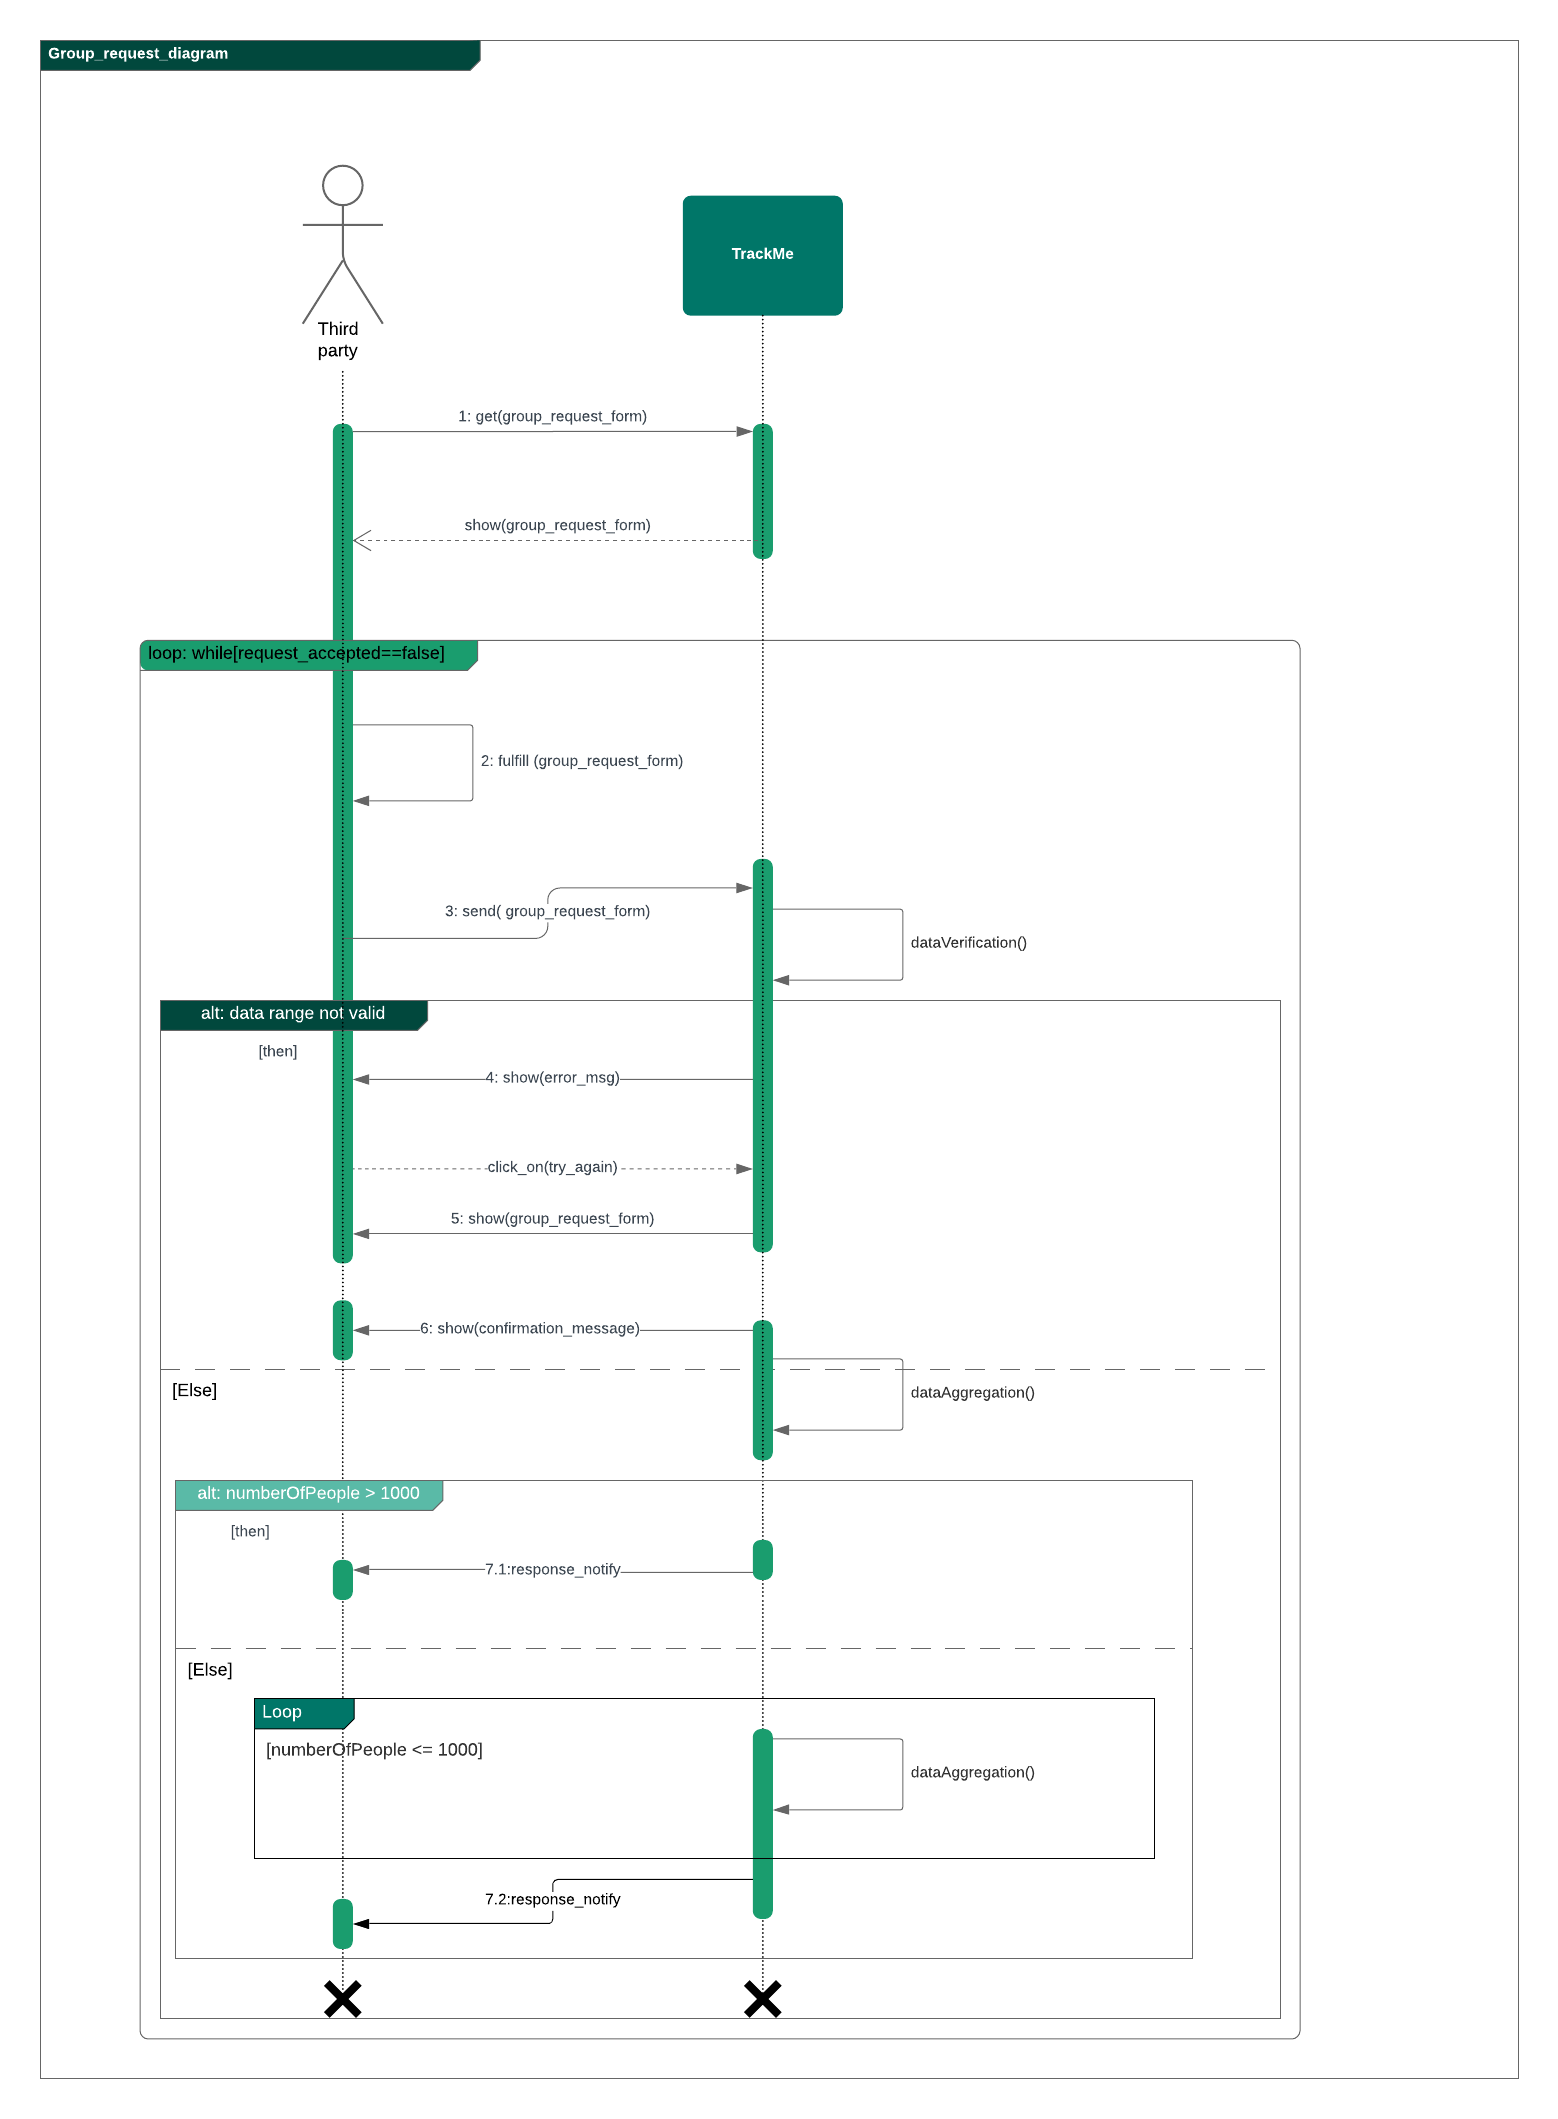 Group_request_diagram
TrackMe
Third
party
1: get(group_request_form)
show(group_request_form)
loop: while[request_accepted==false]
2: fulfill (group_request_form)
3: send( group_request_form)
dataVerification()
alt: data range not valid
[then]
4: show(error_msg)
click_on(try_again)
5: show(group_request_form)
6: show(confirmation_message)
[Else]
dataAggregation()
alt: numberOfPeople > 1000
[then]
7.1:response_notify
[Else]
Loop
[numberOfPeople <= 1000]
dataAggregation()
7.2:response_notify